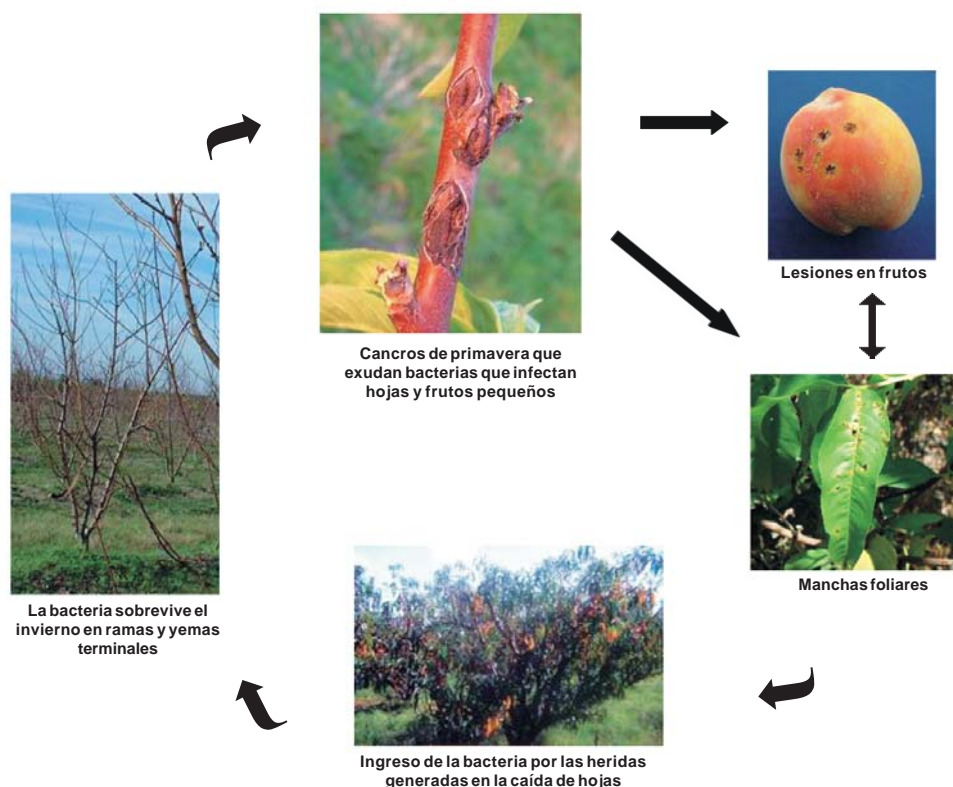 Cancros de primavera que
exudan bacterias que infectan
hojas y frutos pequeños
Lesiones en frutos
Manchas foliares
Ingreso de la bacteria por las heridas
generadas en la caída de hojas
La bacteria sobrevive el
invierno en ramas y yemas
terminales